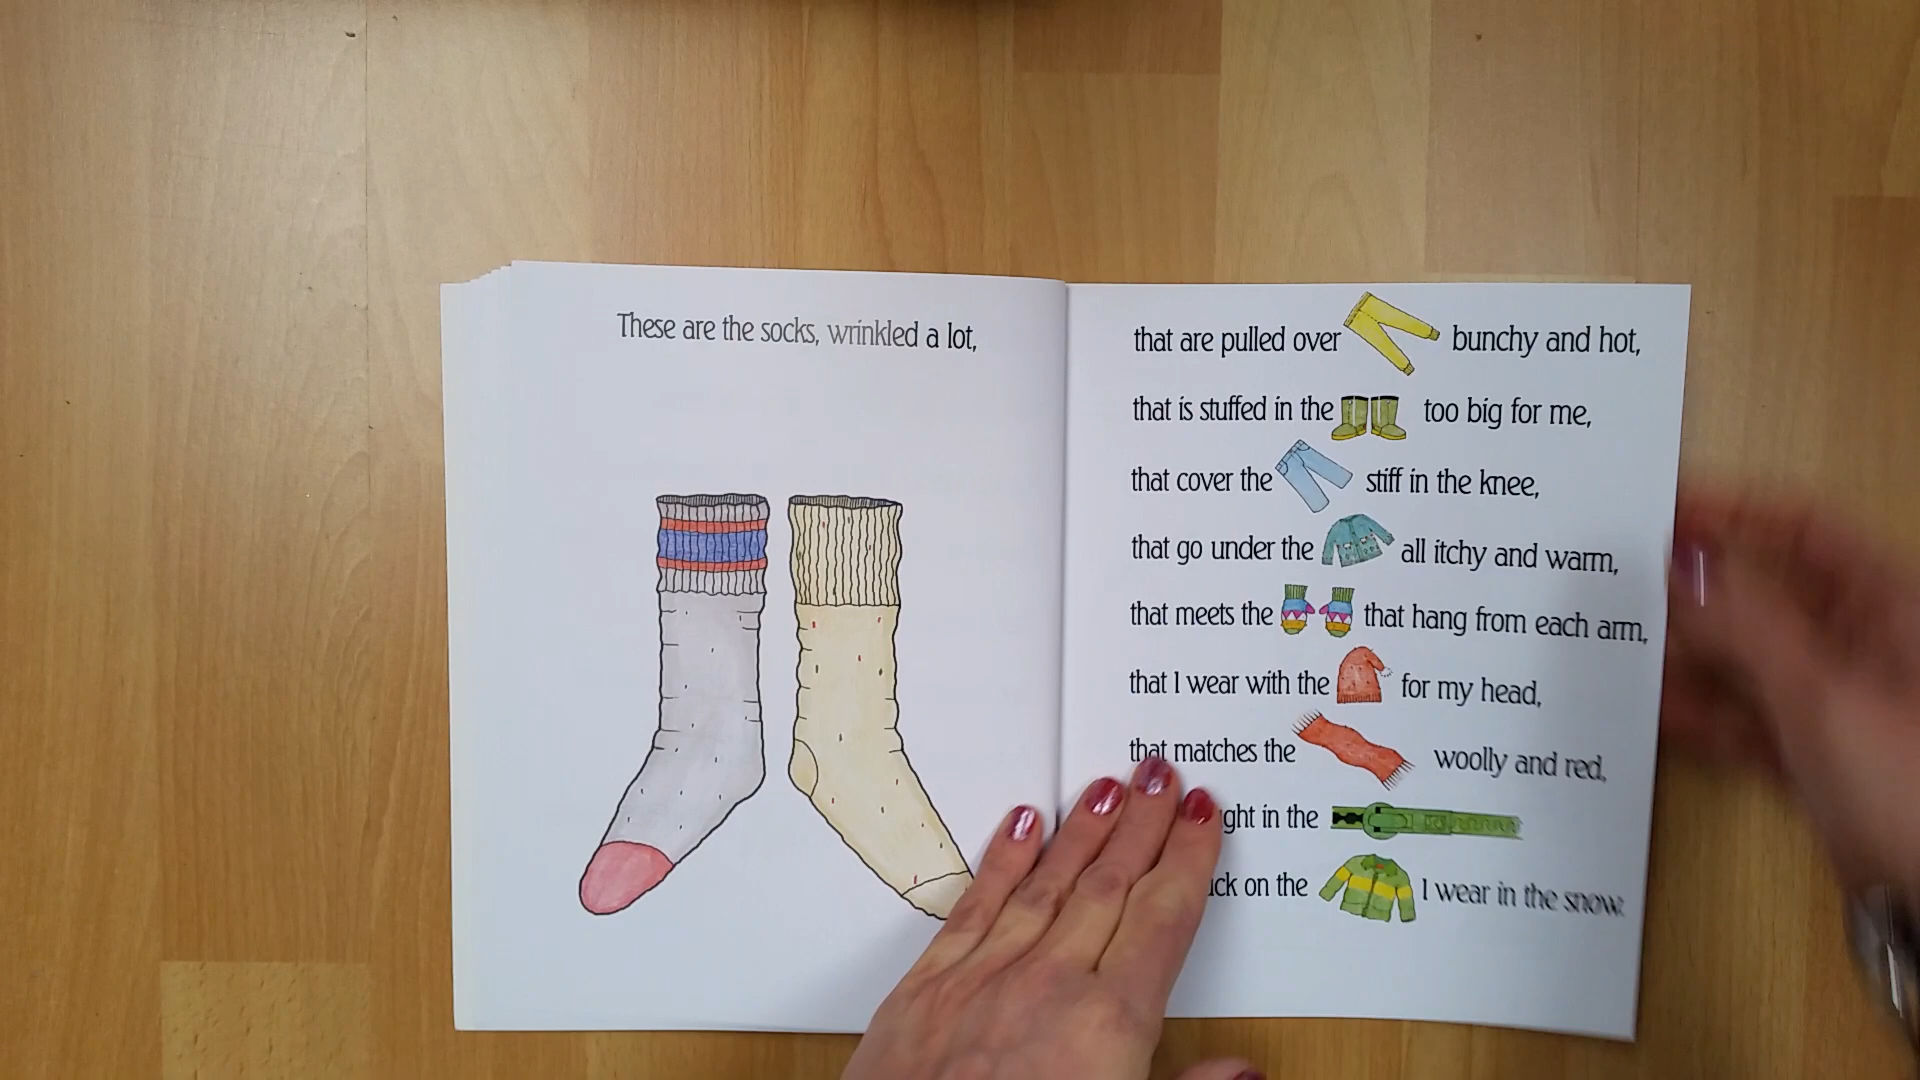 These are the socks, wrinkled a lot,
that are pulled over bunchy and hot,
that is stuffed in the too big for me,
that cover the stiff in the knee,
that go under the all itchy and warm,
that meets the that hang from each arm,
that I wear with the for my head,
that matches the woolly and red,
in the
on the I wear in the snow.